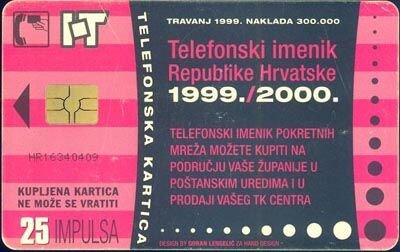 HT
TRAVANJ 1999. NAKLADA 300.000
Telefonski imenik
Republike Hrvatske
1999./2000.
TELEFONSKA KARTICA
TELEFONSKI IMENIK POKRETNIH
MREŽA MOŽETE KUPITI NA
PODRUČJU VAŠE ŽUPANIJE U
POŠTANSKIM UREDIMA I U
PRODAJI VAŠEG TK CENTRA
HR16340409
KUPLJENA KARTICA
NE MOŽE SE VRATITI
25 IMPULSA
DESIGN BY GORAN LENGELIĆ ZA HAND DESIGN